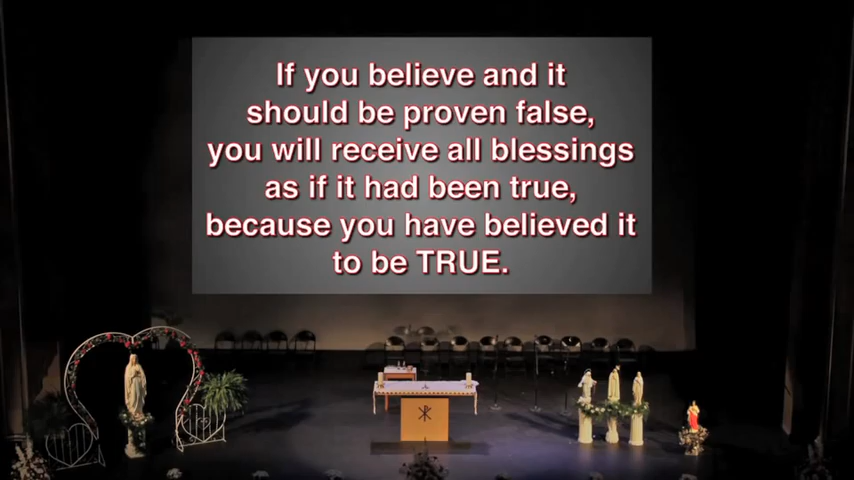 If you believe and it
should be proven false,
you will receive all blessings
as if it had been true,
because you have believed it
to be TRUE.